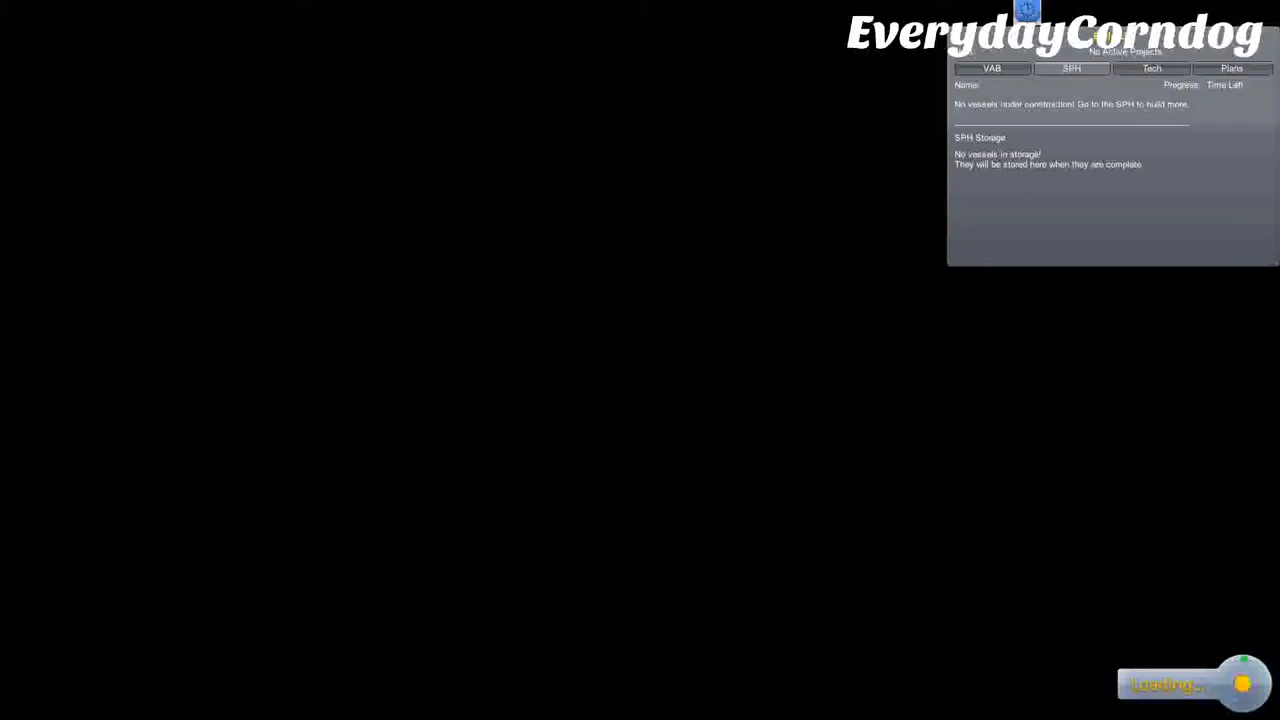 EverydayCorndog
No Active Projects
VAB SPH Tech Plans
Name: Progress: Time Left:
No vessels under construction! Go to the SPH to build more.
SPH Storage
No vessels in storage!
They will be stored here when they are complete.
Loading...